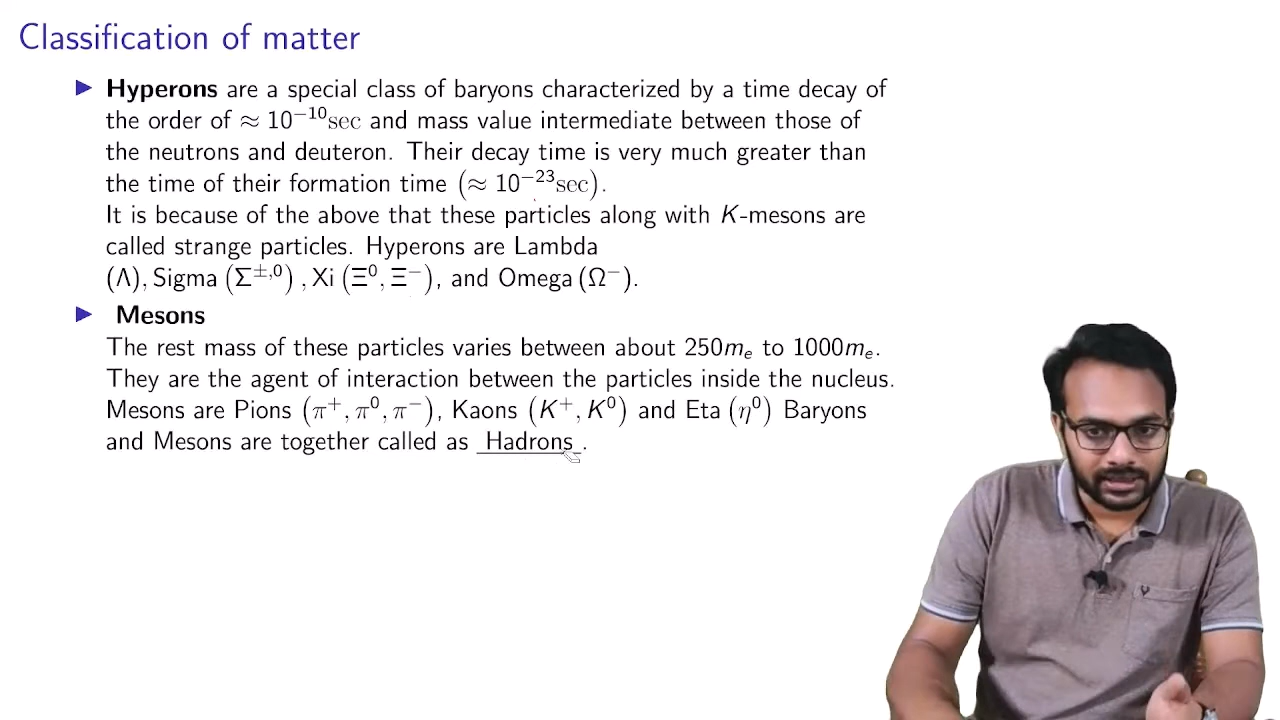 Classification of matter
▶ Hyperons are a special class of baryons characterized by a time decay of
the order of ≈ 10⁻¹⁰sec and mass value intermediate between those of
the neutrons and deuteron. Their decay time is very much greater than
the time of their formation time (≈ 10⁻²³sec).
It is because of the above that these particles along with K-mesons are
called strange particles. Hyperons are Lambda
(Λ), Sigma (Σ^{±,0}) , Xi (Ξ⁰, Ξ⁻), and Omega (Ω⁻).
▶ Mesons
The rest mass of these particles varies between about 250mₑ to 1000mₑ.
They are the agent of interaction between the particles inside the nucleus.
Mesons are Pions (π⁺, π⁰, π⁻), Kaons (K⁺, K⁰) and Eta (η⁰) Baryons
and Mesons are together called as Hadrons .